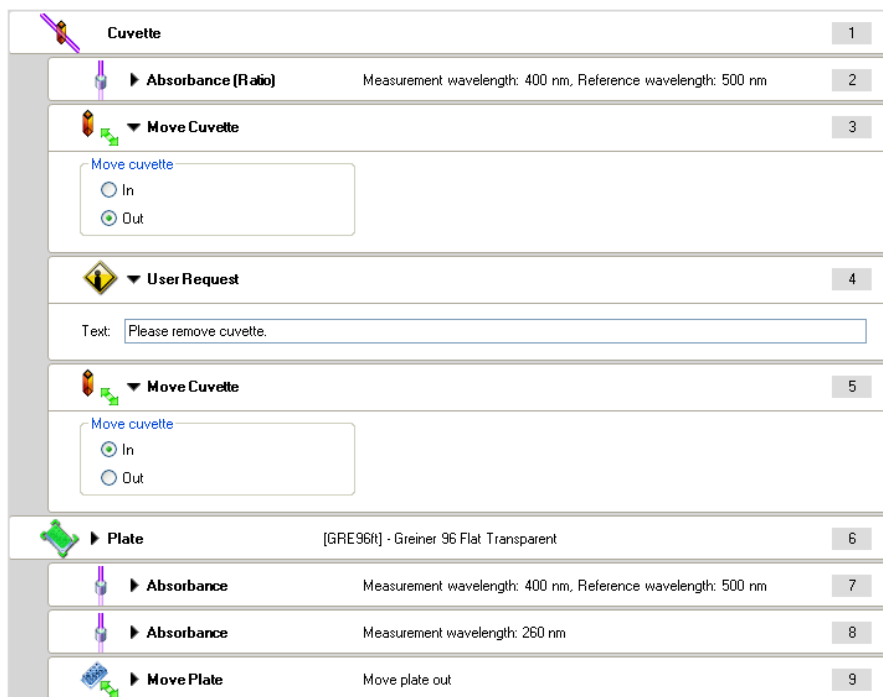 Cuvette 1
Absorbance (Ratio) Measurement wavelength: 400 nm, Reference wavelength: 500 nm 2
Move Cuvette 3
Move cuvette
In
Out
User Request 4
Text: Please remove cuvette.
Move Cuvette 5
Move cuvette
In
Out
Plate [GRE96ft] - Greiner 96 Flat Transparent 6
Absorbance Measurement wavelength: 400 nm, Reference wavelength: 500 nm 7
Absorbance Measurement wavelength: 260 nm 8
Move Plate Move plate out 9